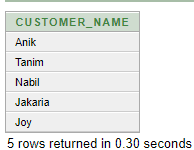 CUSTOMER_NAME
Anik
Tanim
Nabil
Jakaria
Joy
5 rows returned in 0.30 seconds